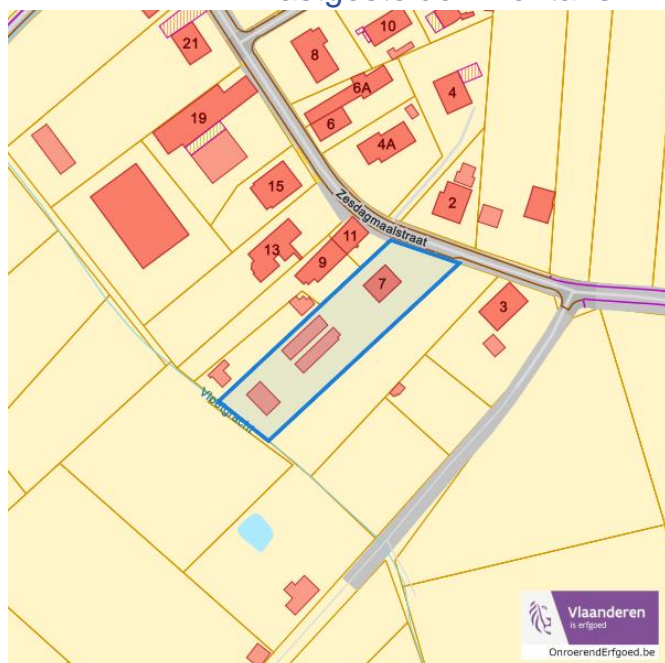 10
21
8
6A
4
6
19
4A
15
2
Zesdagmaalstraat
11
13
9
7
3
Vlaanderen
is erfgoed
OnroerendErfgoed.be